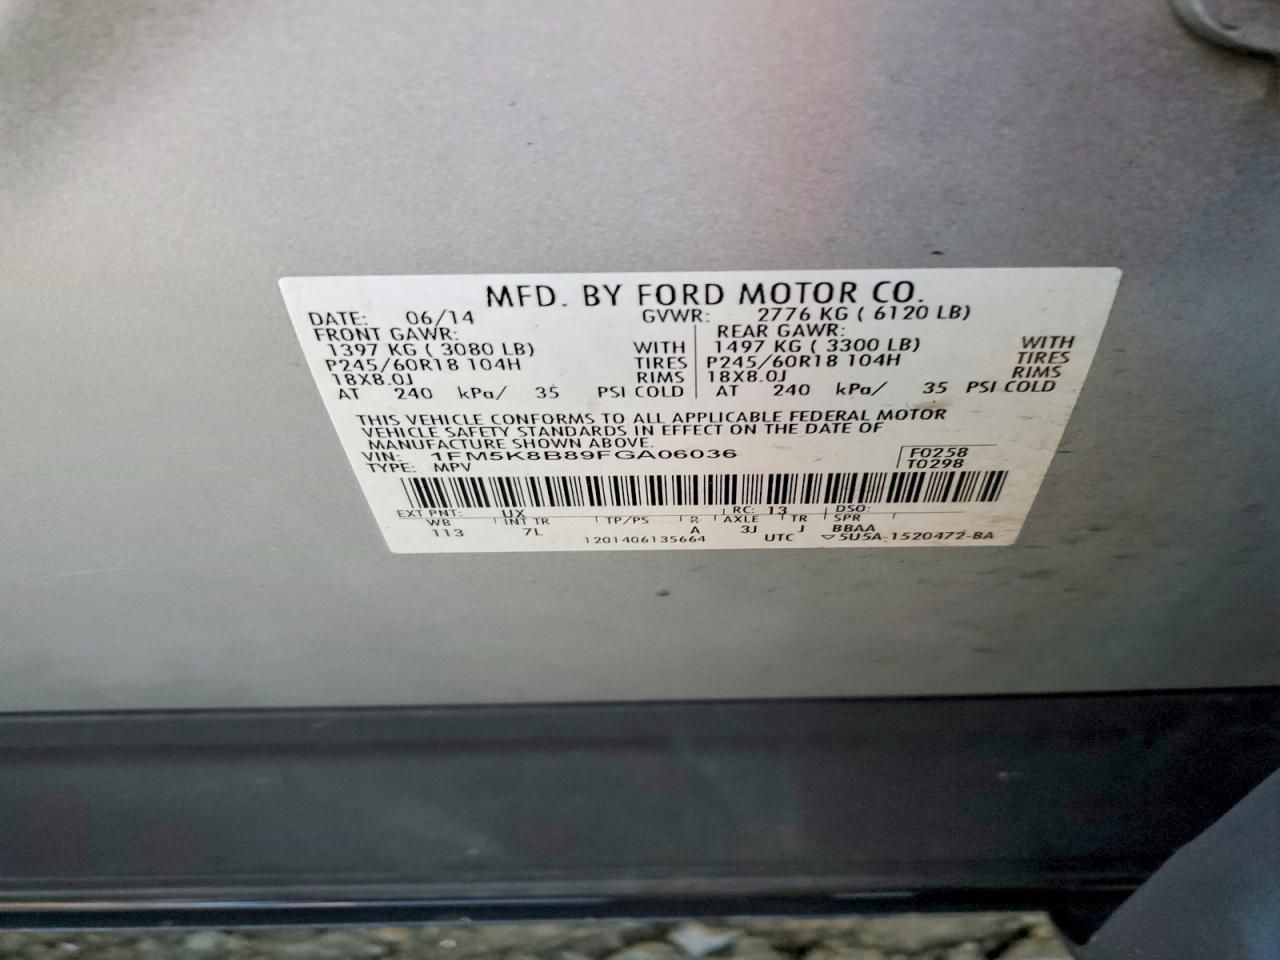 MFD. BY FORD MOTOR CO.
DATE: 06/14 GVWR: 2776 KG ( 6120 LB)
FRONT GAWR: REAR GAWR:
1397 KG ( 3080 LB) WITH 1497 KG ( 3300 LB) WITH
P245/60R18 104H TIRES P245/60R18 104H TIRES
18X8.0J RIMS 18X8.0J RIMS
AT 240 kPa/ 35 PSI COLD AT 240 kPa/ 35 PSI COLD
THIS VEHICLE CONFORMS TO ALL APPLICABLE FEDERAL MOTOR
VEHICLE SAFETY STANDARDS IN EFFECT ON THE DATE OF
MANUFACTURE SHOWN ABOVE.
VIN: 1FM5K8B89FGA06036 F0258
TYPE: MPV T0298
EXT PNT: UX RC: 13 DSO:
WB INT TR TP/PS R AXLE TR SPR
113 7L A 3J J BBAA
1201406135664 UTC ▽5U5A-1520472-BA